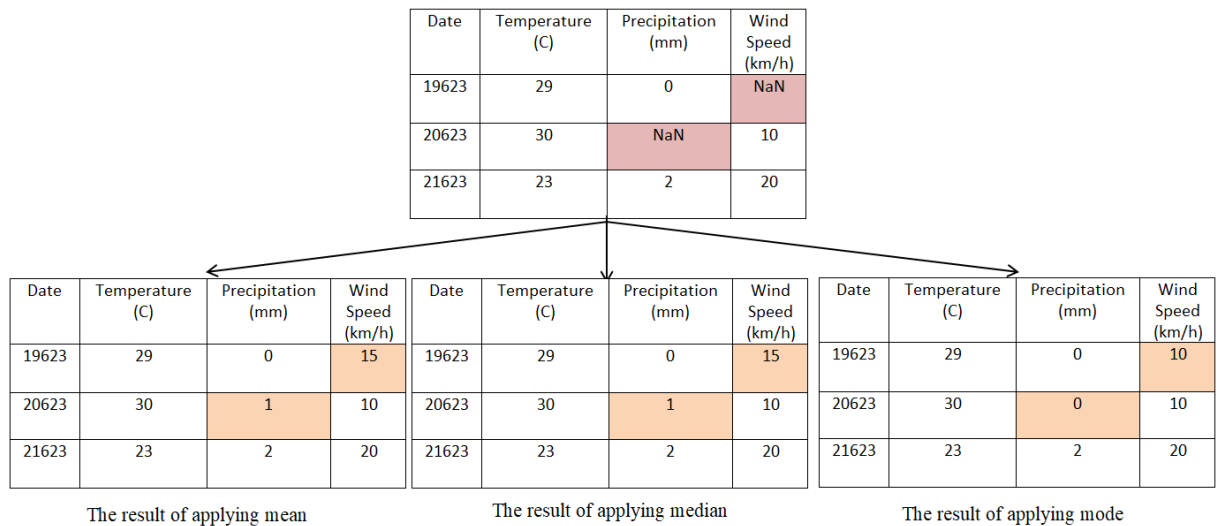 Date Temperature (C) Precipitation (mm) Wind Speed (km/h)
19623 29 0 NaN
20623 30 NaN 10
21623 23 2 20
Date Temperature (C) Precipitation (mm) Wind Speed (km/h)
19623 29 0 15
20623 30 1 10
21623 23 2 20
The result of applying mean
Date Temperature (C) Precipitation (mm) Wind Speed (km/h)
19623 29 0 15
20623 30 1 10
21623 23 2 20
The result of applying median
Date Temperature (C) Precipitation (mm) Wind Speed (km/h)
19623 29 0 10
20623 30 0 10
21623 23 2 20
The result of applying mode